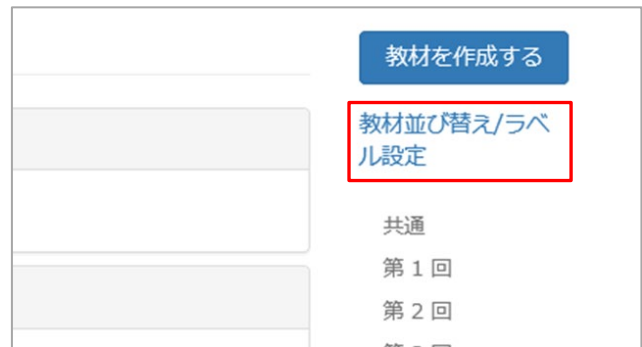 教材を作成する
教材並び替え/ラベ
ル設定
共通
第 1 回
第 2 回